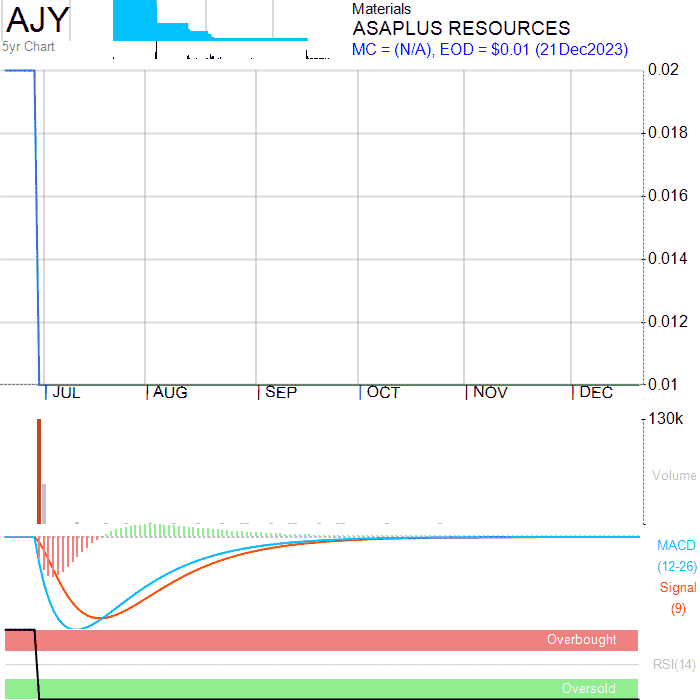 AJY
5yr Chart
Materials
ASAPLUS RESOURCES
MC = (N/A), EOD = $0.01 (21Dec2023)
0.02
0.018
0.016
0.014
0.012
0.01
JUL AUG SEP OCT NOV DEC
130k
Volume
MACD
(12-26)
Signal
(9)
Overbought
RSI(14)
Oversold